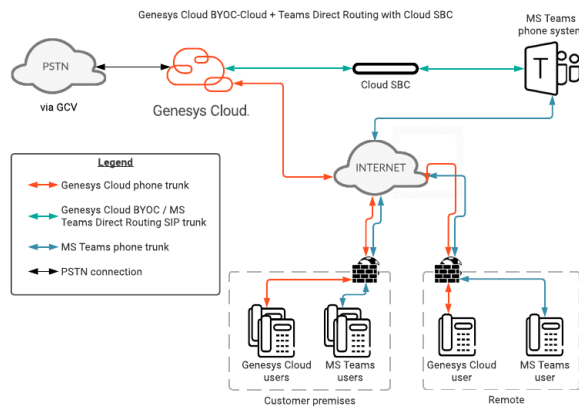 Genesys Cloud BYOC-Cloud + Teams Direct Routing with Cloud SBC
MS Teams
phone system
PSTN
via GCV
Genesys Cloud.
Cloud SBC
T
INTERNET
Legend
Genesys Cloud phone trunk
Genesys Cloud BYOC / MS
Teams Direct Routing SIP trunk
MS Teams phone trunk
PSTN connection
Genesys Cloud
users
MS Teams
users
Genesys Cloud
user
MS Teams
user
Customer premises
Remote